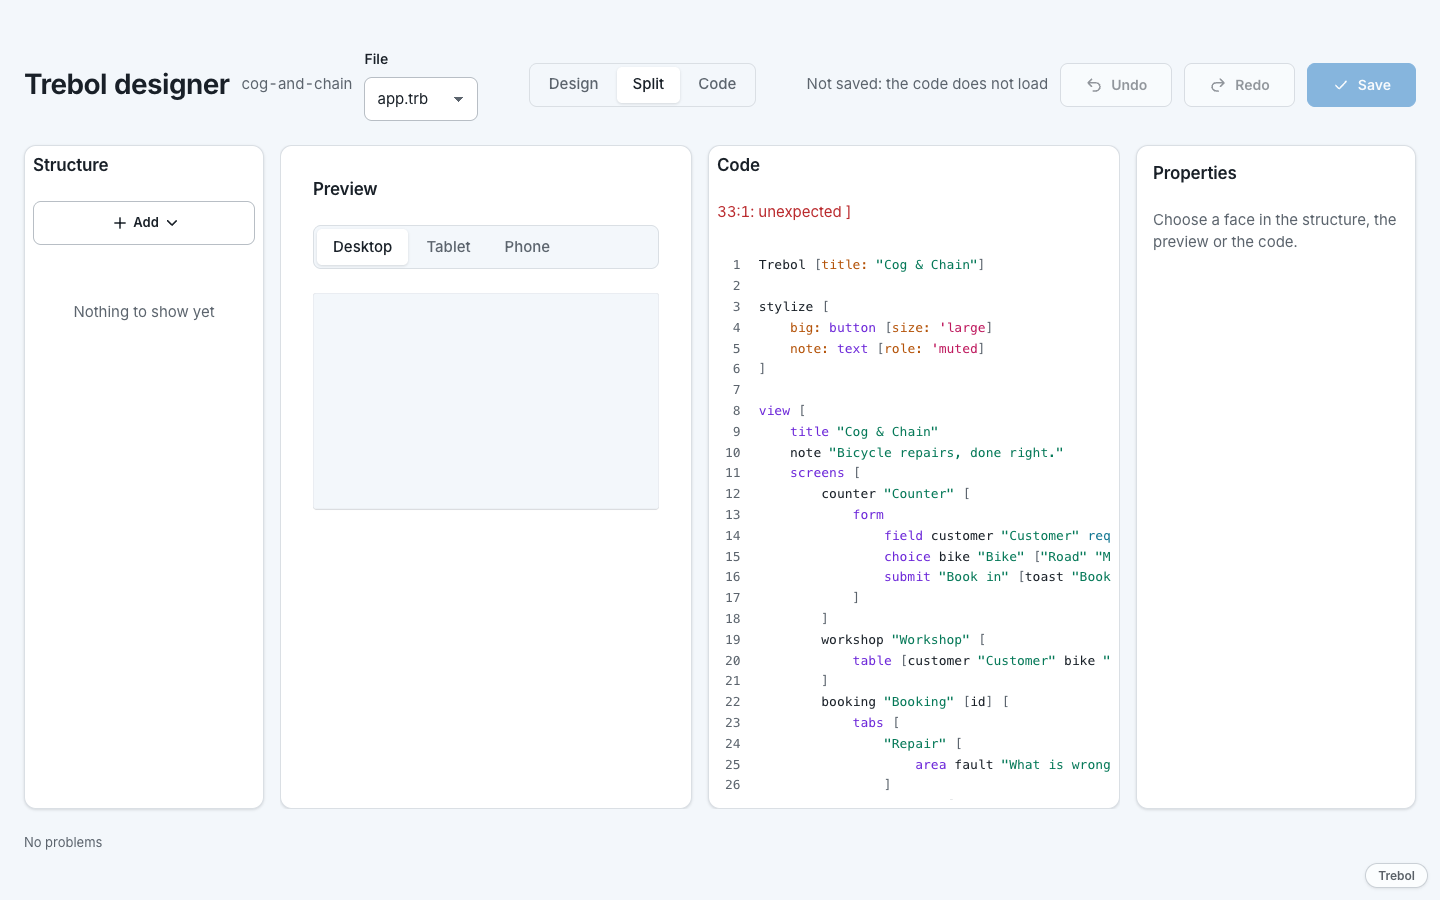 Trebol designer cog-and-chain
File
app.trb
Design Split Code
Not saved: the code does not load
Undo Redo Save
Structure
Add
Nothing to show yet
Preview
Desktop Tablet Phone
Code
33:1: unexpected ]
1 Trebol [title: "Cog & Chain"]
2
3 stylize [
4 big: button [size: 'large]
5 note: text [role: 'muted]
6 ]
7
8 view [
9 title "Cog & Chain"
10 note "Bicycle repairs, done right."
11 screens [
12 counter "Counter" [
13 form
14 field customer "Customer" req
15 choice bike "Bike" ["Road" "M
16 submit "Book in" [toast "Book
17 ]
18 ]
19 workshop "Workshop" [
20 table [customer "Customer" bike "
21 ]
22 booking "Booking" [id] [
23 tabs [
24 "Repair" [
25 area fault "What is wrong
26 ]
Properties
Choose a face in the structure, the
preview or the code.
No problems
Trebol